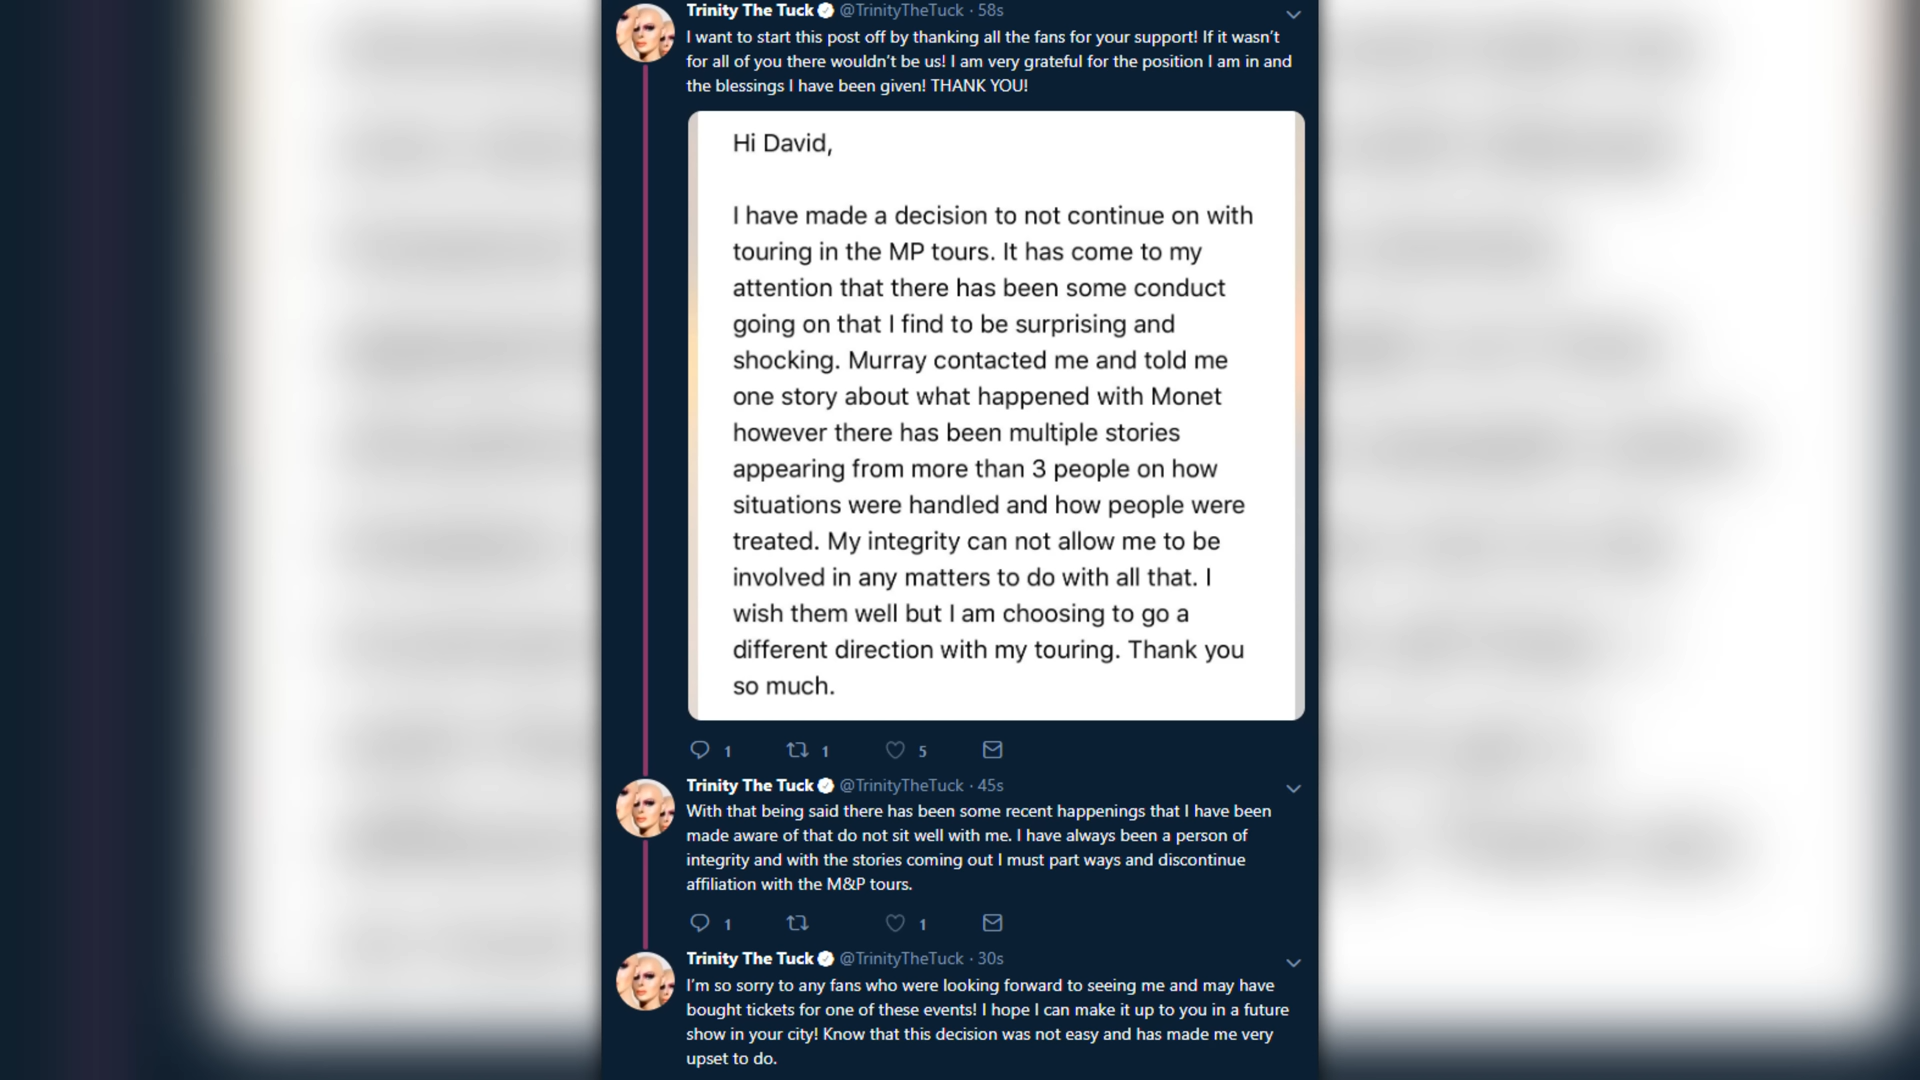 Trinity The Tuck @TrinityTheTuck · 58s
I want to start this post off by thanking all the fans for your support! If it wasn't
for all of you there wouldn't be us! I am very grateful for the position I am in and
the blessings I have been given! THANK YOU!
Hi David,
I have made a decision to not continue on with
touring in the MP tours. It has come to my
attention that there has been some conduct
going on that I find to be surprising and
shocking. Murray contacted me and told me
one story about what happened with Monet
however there has been multiple stories
appearing from more than 3 people on how
situations were handled and how people were
treated. My integrity can not allow me to be
involved in any matters to do with all that. I
wish them well but I am choosing to go a
different direction with my touring. Thank you
so much.
1 1 5
Trinity The Tuck @TrinityTheTuck · 45s
With that being said there has been some recent happenings that I have been
made aware of that do not sit well with me. I have always been a person of
integrity and with the stories coming out I must part ways and discontinue
affiliation with the M&P tours.
1 1
Trinity The Tuck @TrinityTheTuck · 30s
I'm so sorry to any fans who were looking forward to seeing me and may have
bought tickets for one of these events! I hope I can make it up to you in a future
show in your city! Know that this decision was not easy and has made me very
upset to do.